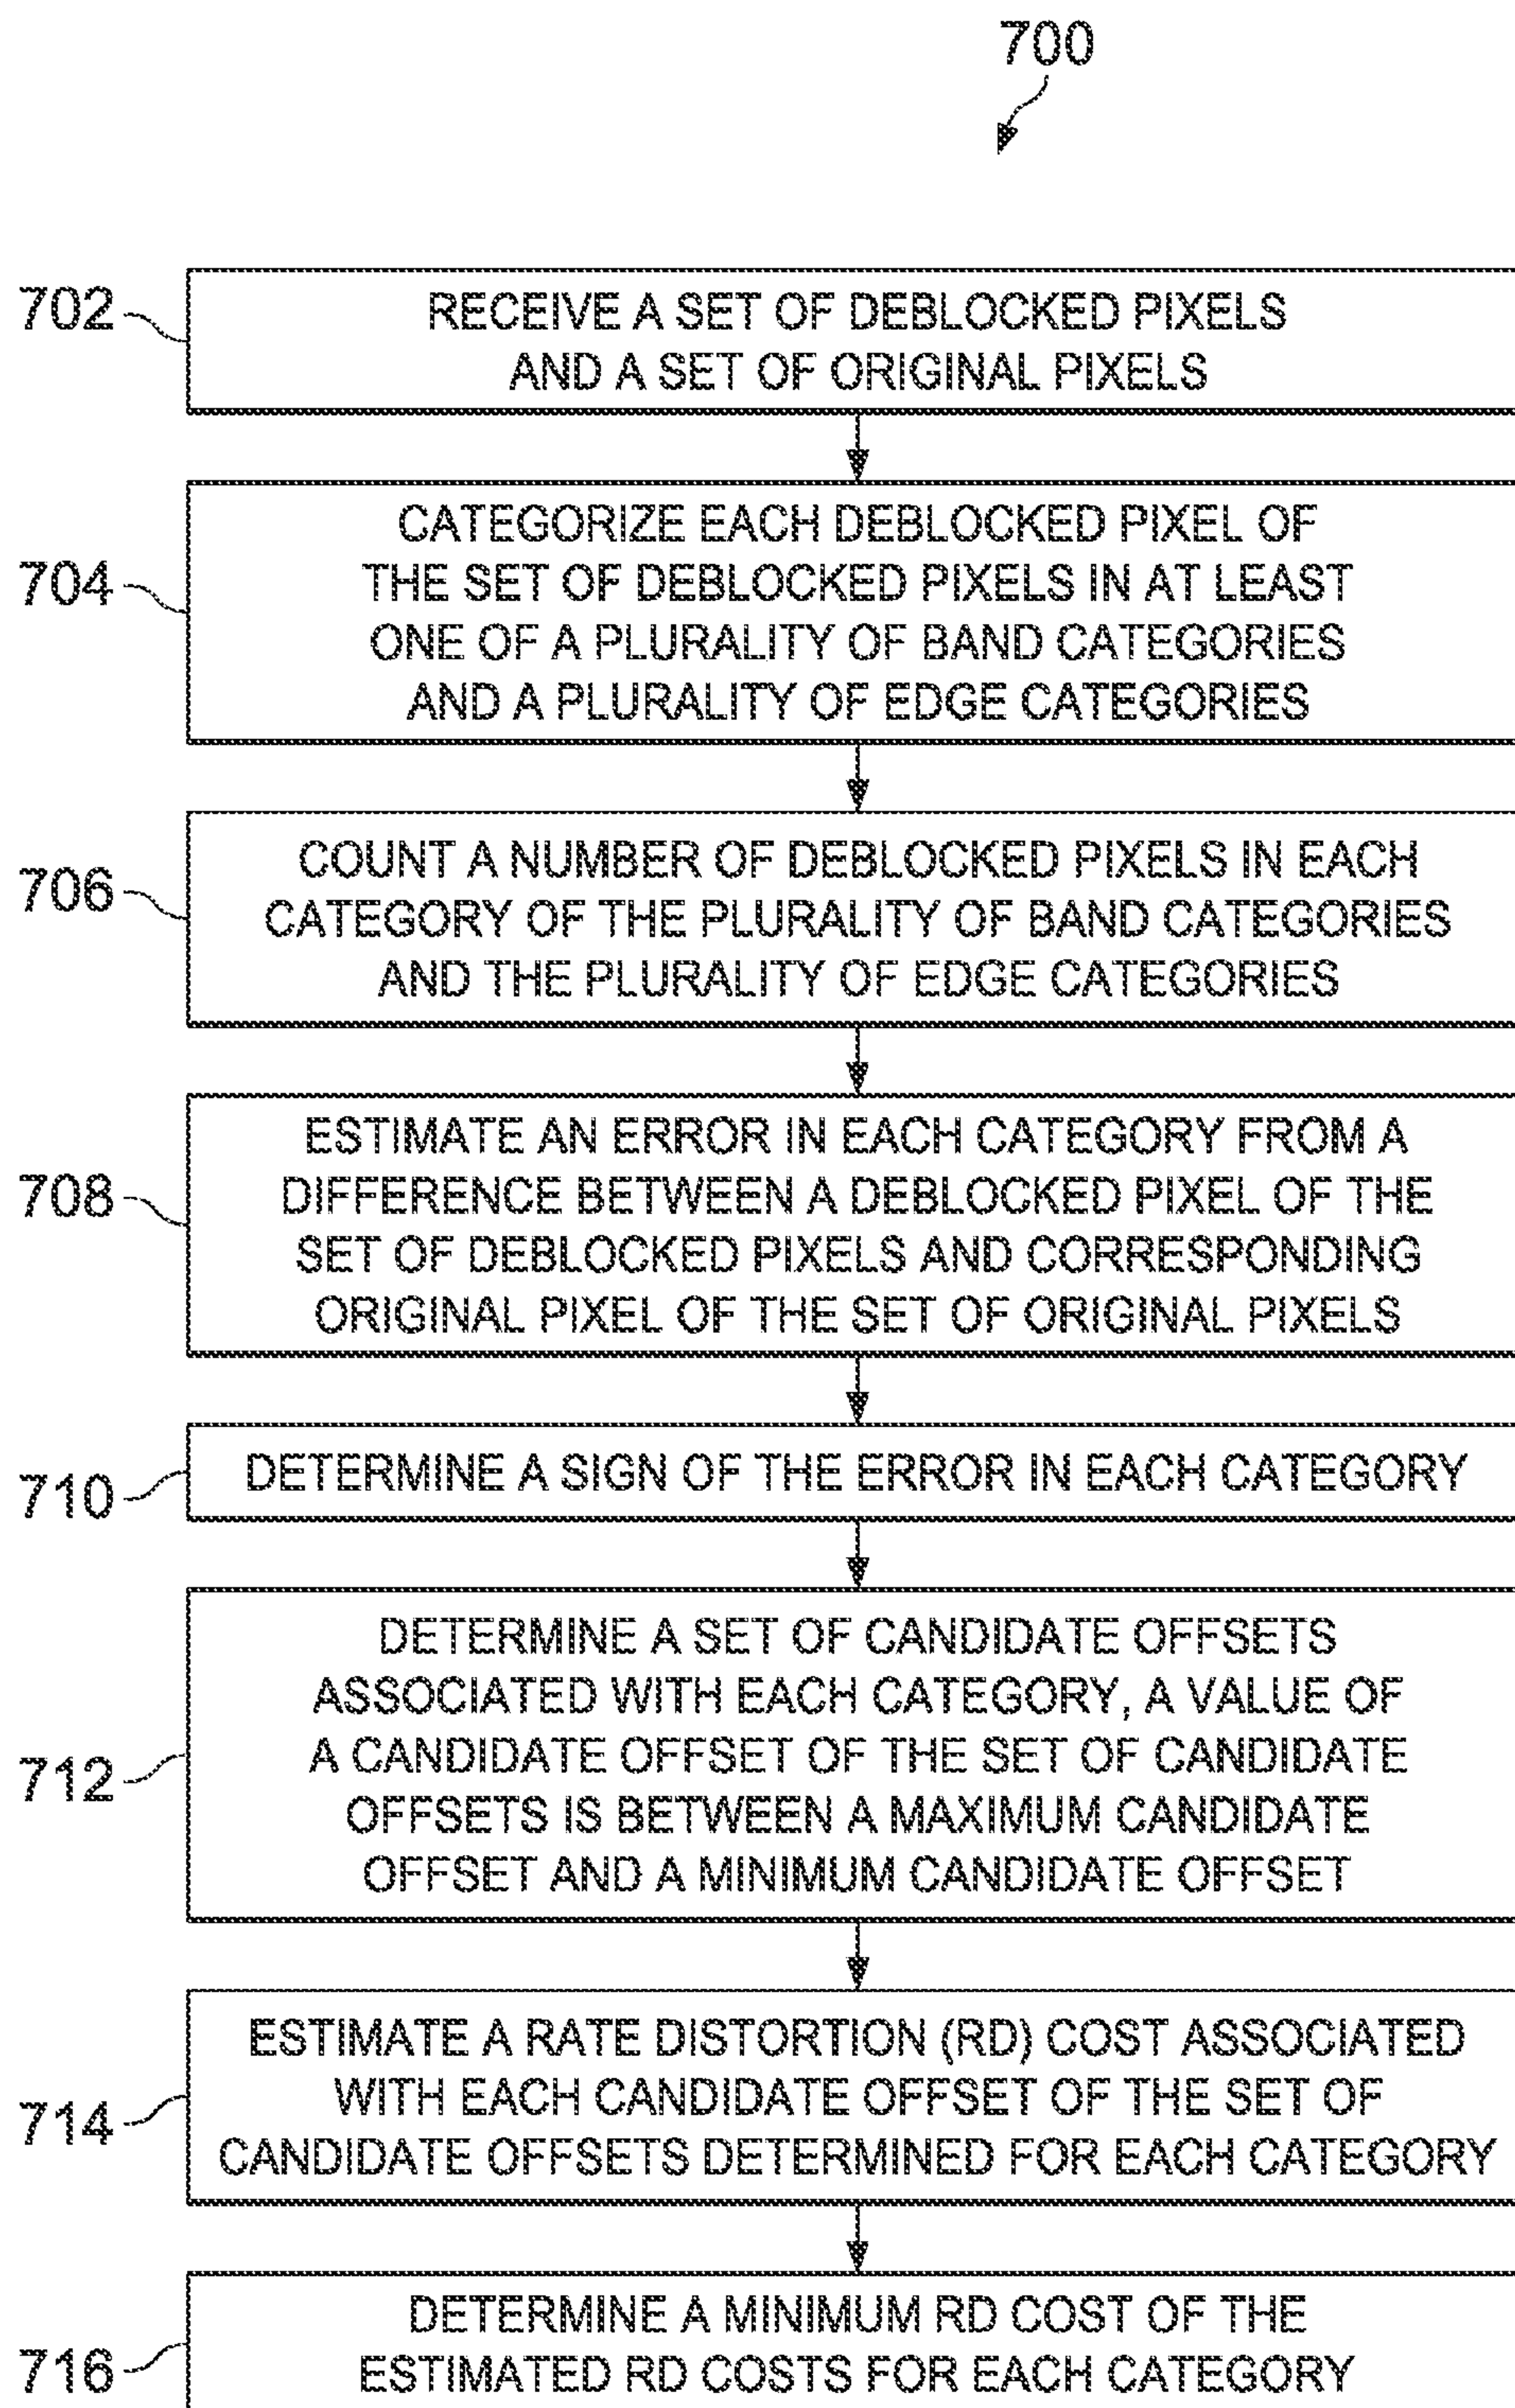 700
702
RECEIVE A SET OF DEBLOCKED PIXELS
AND A SET OF ORIGINAL PIXELS
704
CATEGORIZE EACH DEBLOCKED PIXEL OF
THE SET OF DEBLOCKED PIXELS IN AT LEAST
ONE OF A PLURALITY OF BAND CATEGORIES
AND A PLURALITY OF EDGE CATEGORIES
706
COUNT A NUMBER OF DEBLOCKED PIXELS IN EACH
CATEGORY OF THE PLURALITY OF BAND CATEGORIES
AND THE PLURALITY OF EDGE CATEGORIES
708
ESTIMATE AN ERROR IN EACH CATEGORY FROM A
DIFFERENCE BETWEEN A DEBLOCKED PIXEL OF THE
SET OF DEBLOCKED PIXELS AND CORRESPONDING
ORIGINAL PIXEL OF THE SET OF ORIGINAL PIXELS
710
DETERMINE A SIGN OF THE ERROR IN EACH CATEGORY
712
DETERMINE A SET OF CANDIDATE OFFSETS
ASSOCIATED WITH EACH CATEGORY, A VALUE OF
A CANDIDATE OFFSET OF THE SET OF CANDIDATE
OFFSETS IS BETWEEN A MAXIMUM CANDIDATE
OFFSET AND A MINIMUM CANDIDATE OFFSET
714
ESTIMATE A RATE DISTORTION (RD) COST ASSOCIATED
WITH EACH CANDIDATE OFFSET OF THE SET OF
CANDIDATE OFFSETS DETERMINED FOR EACH CATEGORY
716
DETERMINE A MINIMUM RD COST OF THE
ESTIMATED RD COSTS FOR EACH CATEGORY